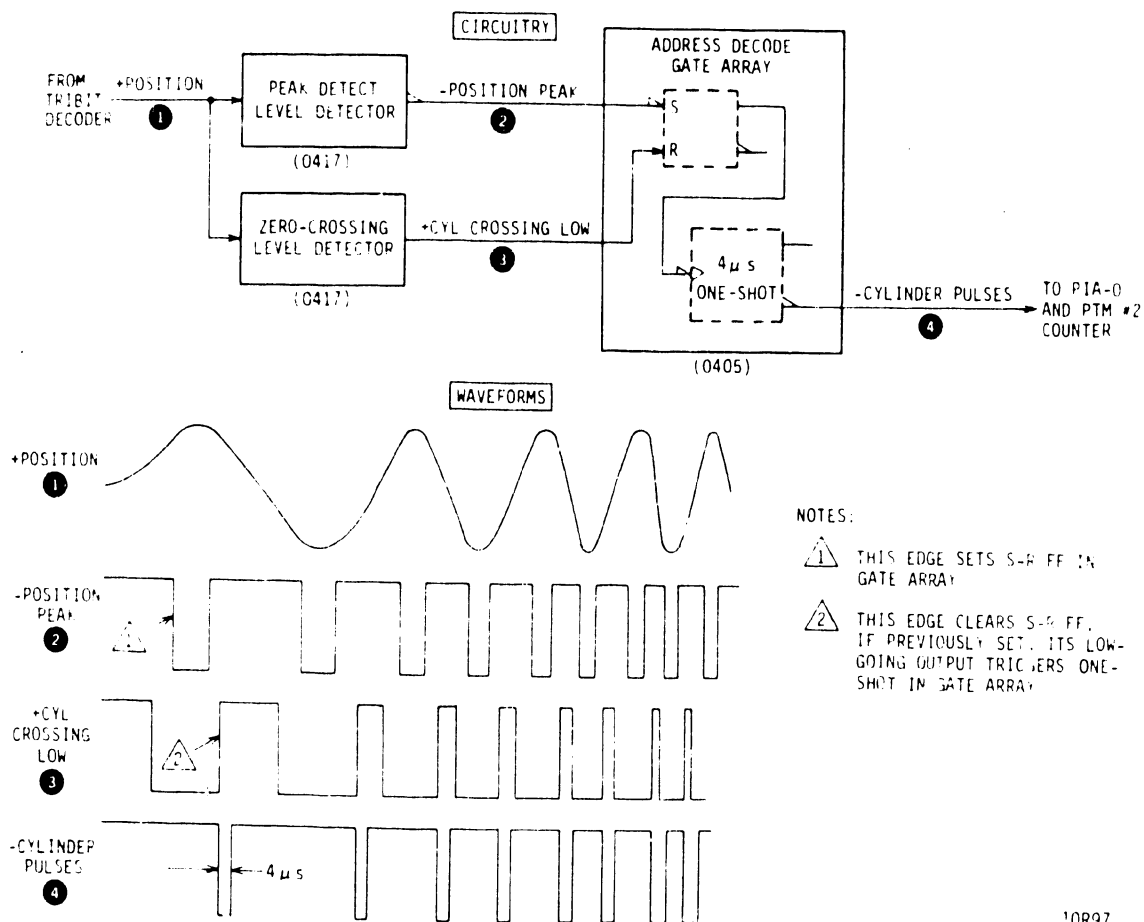 CIRCUITRY
FROM
TRIBIT
DECODER
+POSITION
1
PEAK DETECT
LEVEL DETECTOR
(0417)
-POSITION PEAK
2
ADDRESS DECODE
GATE ARRAY
S
R
ZERO-CROSSING
LEVEL DETECTOR
(0417)
+CYL CROSSING LOW
3
4μs
ONE-SHOT
(0405)
-CYLINDER PULSES
4
TO PIA-0
AND PTM #2
COUNTER
WAVEFORMS
+POSITION
1
-POSITION
PEAK
2
1
+CYL
CROSSING
LOW
3
2
-CYLINDER
PULSES
4
4μs
NOTES:
1
THIS EDGE SETS S-R FF IN
GATE ARRAY
2
THIS EDGE CLEARS S-R FF.
IF PREVIOUSLY SET, ITS LOW-
GOING OUTPUT TRIGGERS ONE-
SHOT IN GATE ARRAY
10R97